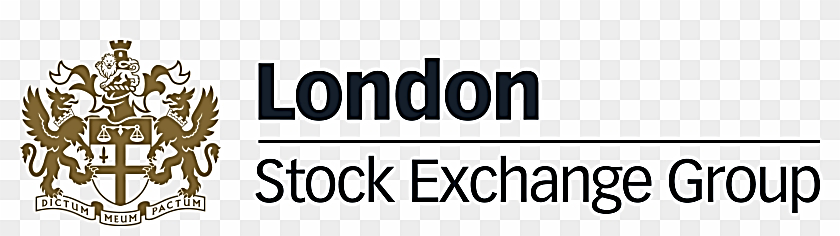 London
Stock Exchange Group
DICTUM MEUM PACTUM